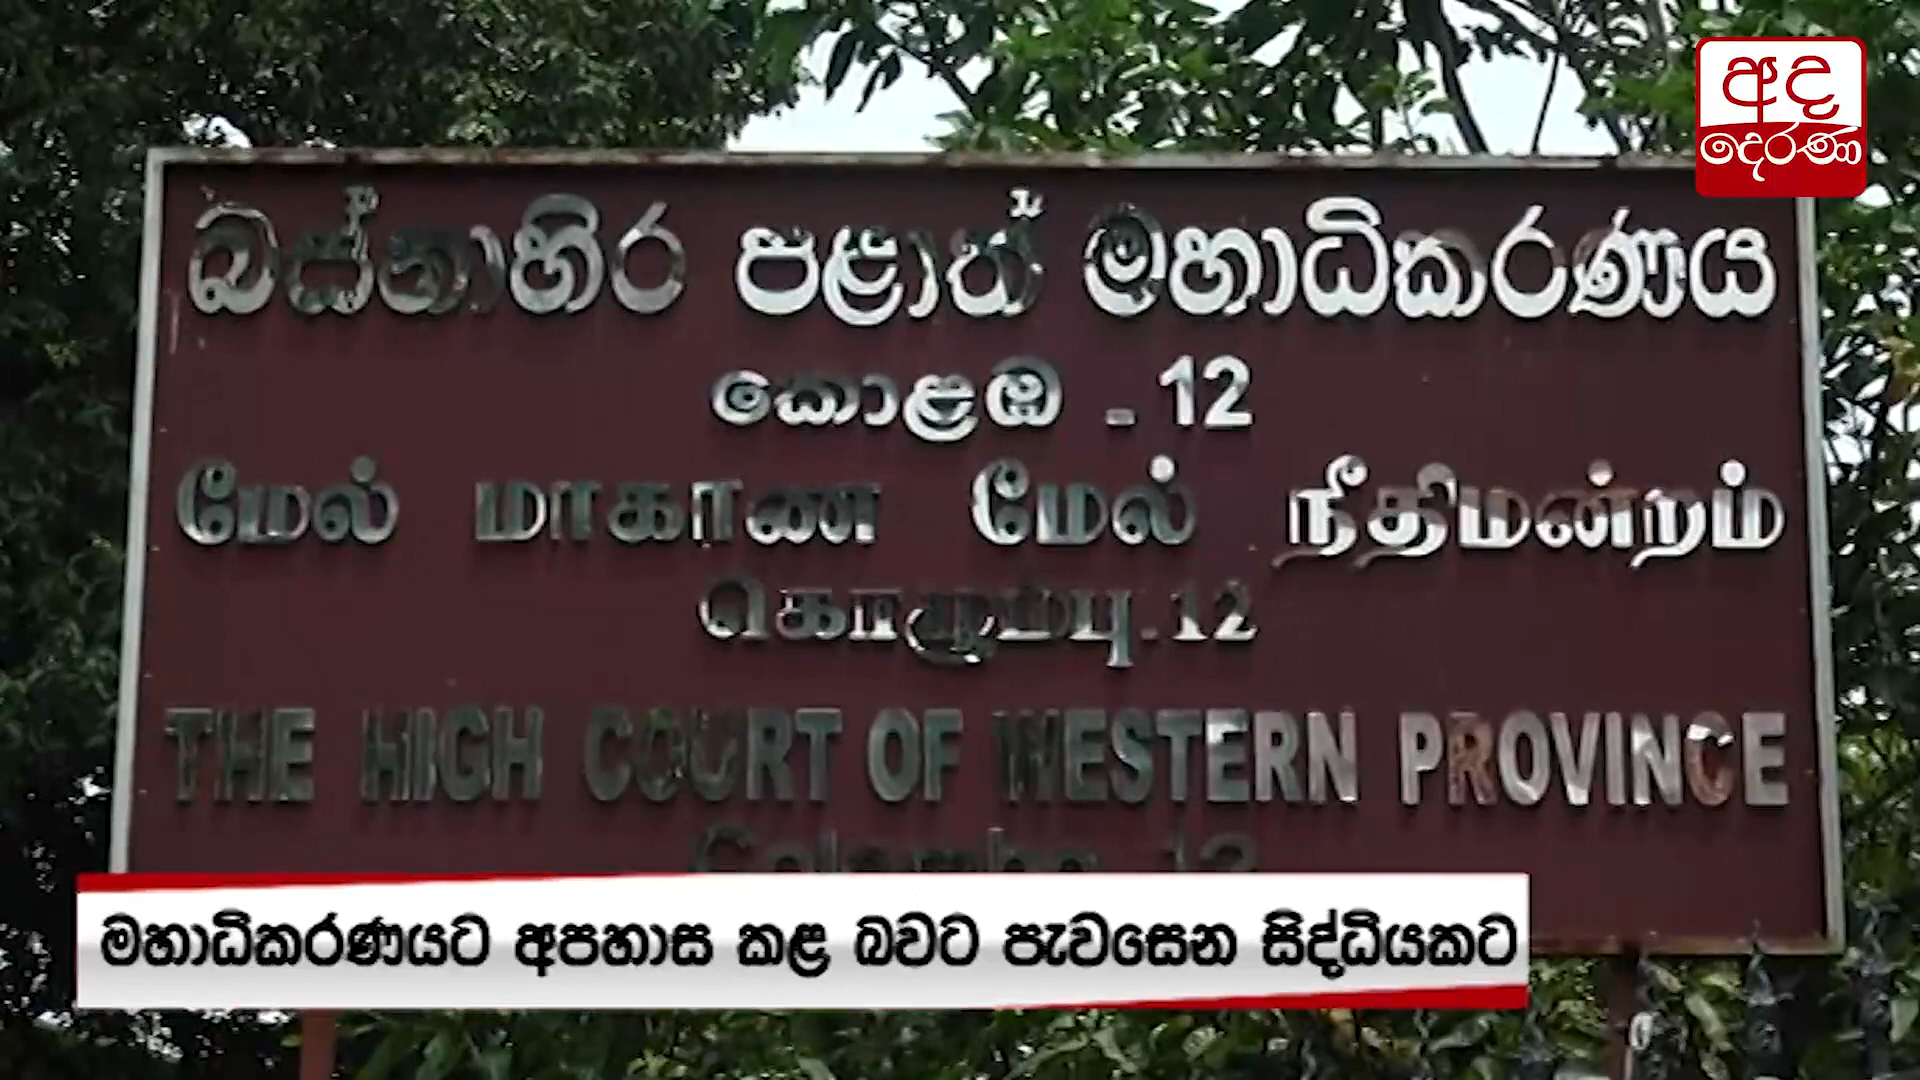 අද
දෙරණ
බස්නාහිර පළාත් මහාධිකරණය
කොළඹ - 12
மேல் மாகாண மேல் நீதிமன்றம்
கொழும்பு.12
THE HIGH COURT OF WESTERN PROVINCE
මහාධිකරණයට අපහාස කළ බවට පැවසෙන සිද්ධියකට